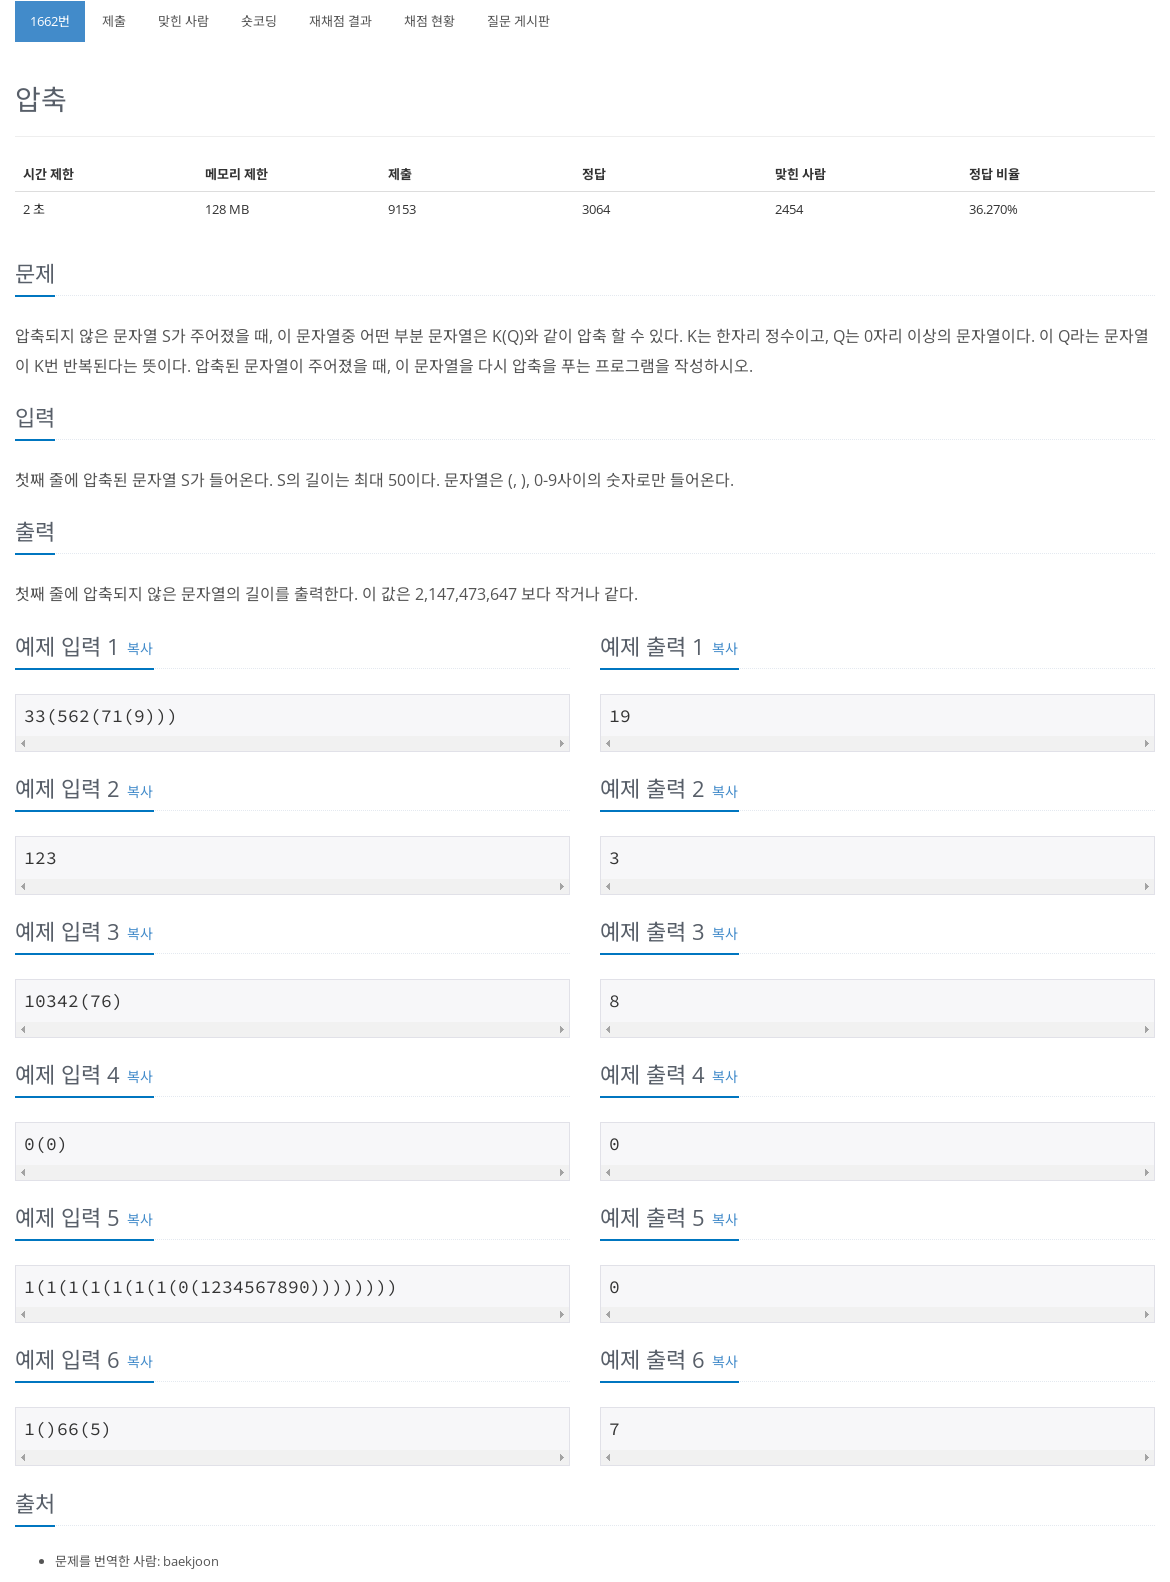 1662번 제출 맞힌 사람 숏코딩 재채점 결과 채점 현황 질문 게시판
압축
시간 제한 메모리 제한 제출 정답 맞힌 사람 정답 비율
2 초 128 MB 9153 3064 2454 36.270%
문제
압축되지 않은 문자열 S가 주어졌을 때, 이 문자열중 어떤 부분 문자열은 K(Q)와 같이 압축 할 수 있다. K는 한자리 정수이고, Q는 0자리 이상의 문자열이다. 이 Q라는 문자열
이 K번 반복된다는 뜻이다. 압축된 문자열이 주어졌을 때, 이 문자열을 다시 압축을 푸는 프로그램을 작성하시오.
입력
첫째 줄에 압축된 문자열 S가 들어온다. S의 길이는 최대 50이다. 문자열은 (, ), 0-9사이의 숫자로만 들어온다.
출력
첫째 줄에 압축되지 않은 문자열의 길이를 출력한다. 이 값은 2,147,473,647 보다 작거나 같다.
예제 입력 1 복사 예제 출력 1 복사
33(562(71(9))) 19
예제 입력 2 복사 예제 출력 2 복사
123 3
예제 입력 3 복사 예제 출력 3 복사
10342(76) 8
예제 입력 4 복사 예제 출력 4 복사
0(0) 0
예제 입력 5 복사 예제 출력 5 복사
1(1(1(1(1(1(1(0(1234567890)))))))) 0
예제 입력 6 복사 예제 출력 6 복사
1()66(5) 7
출처
• 문제를 번역한 사람: baekjoon